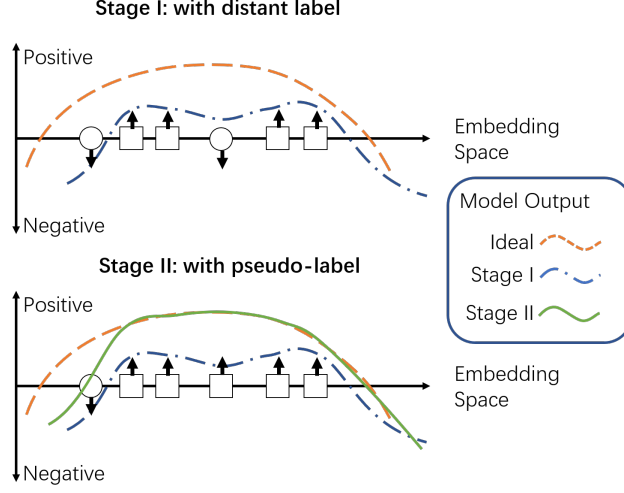 Stage I: with distant label
Positive
Embedding
Space
Negative
Model Output
Ideal
Stage I
Stage II
Stage II: with pseudo-label
Positive
Embedding
Space
Negative